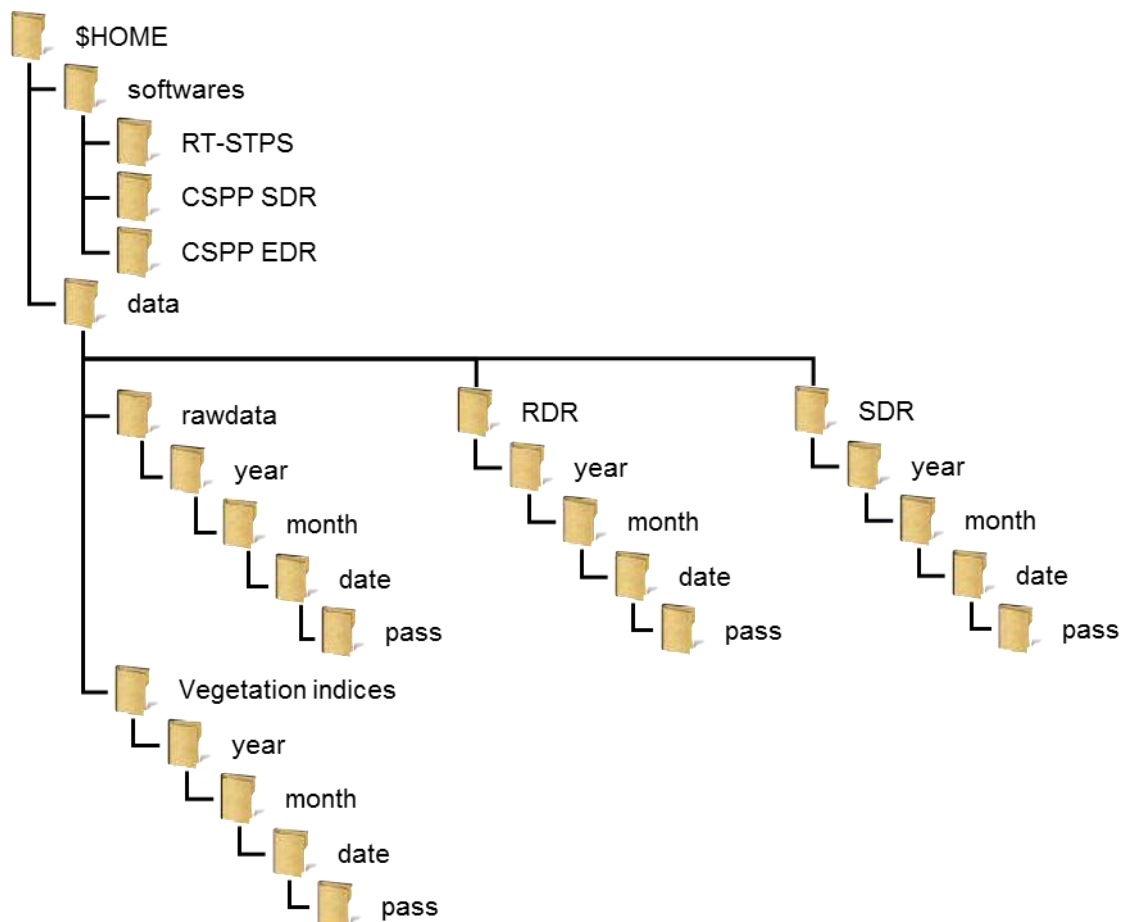 $HOME
softwares
RT-STPS
CSPP SDR
CSPP EDR
data
rawdata
year
month
date
pass
RDR
year
month
date
pass
SDR
year
month
date
pass
Vegetation indices
year
month
date
pass